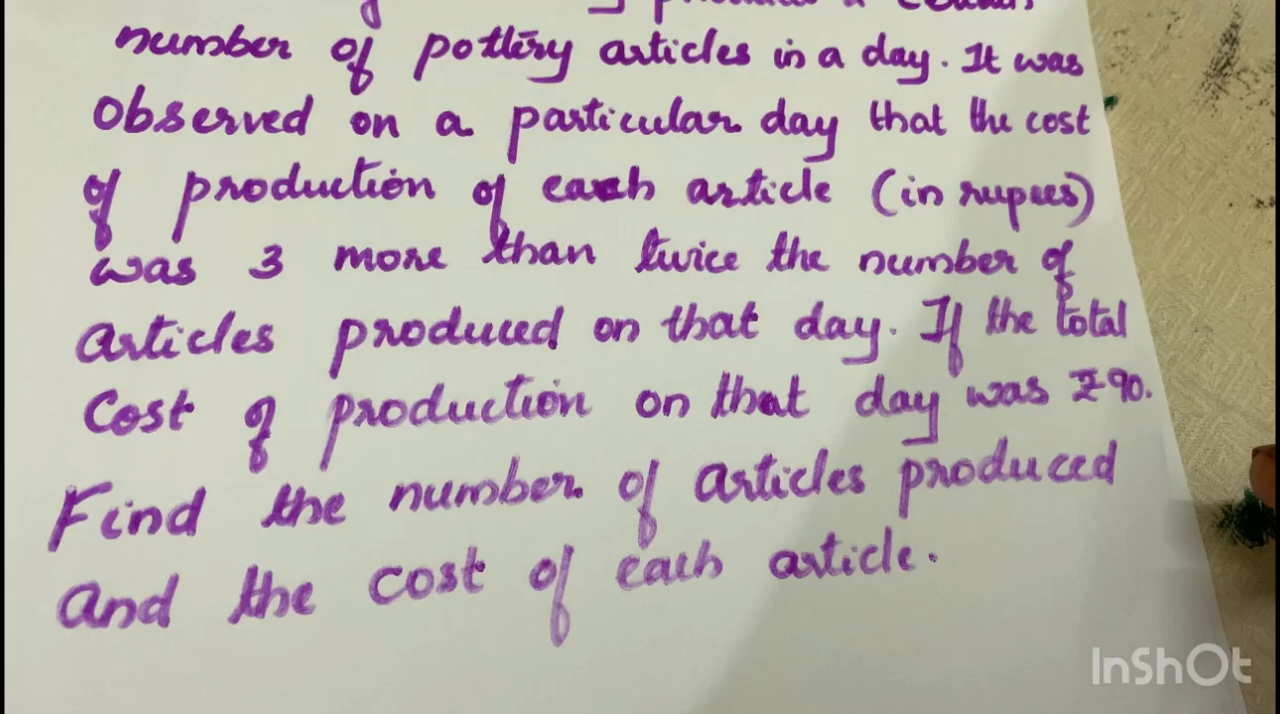 number of pottery articles in a day. It was
Observed on a particular day that the cost
of production of each article (in rupees)
was 3 more than twice the number of
articles produced on that day. If the total
Cost of production on that day was ₹90.
Find the number of articles produced
And the cost of each article.
InShOt